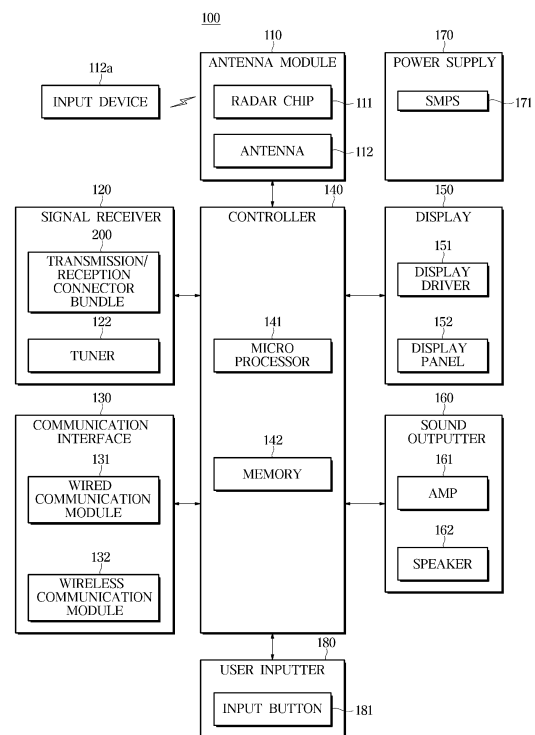 100
110
ANTENNA MODULE
RADAR CHIP
111
ANTENNA
112
112a
INPUT DEVICE
170
POWER SUPPLY
SMPS
171
120
SIGNAL RECEIVER
200
TRANSMISSION/
RECEPTION
CONNECTOR
BUNDLE
122
TUNER
140
CONTROLLER
141
MICRO
PROCESSOR
142
MEMORY
150
DISPLAY
151
DISPLAY
DRIVER
152
DISPLAY
PANEL
130
COMMUNICATION
INTERFACE
131
WIRED
COMMUNICATION
MODULE
132
WIRELESS
COMMUNICATION
MODULE
160
SOUND
OUTPUTTER
161
AMP
162
SPEAKER
180
USER INPUTTER
INPUT BUTTON
181